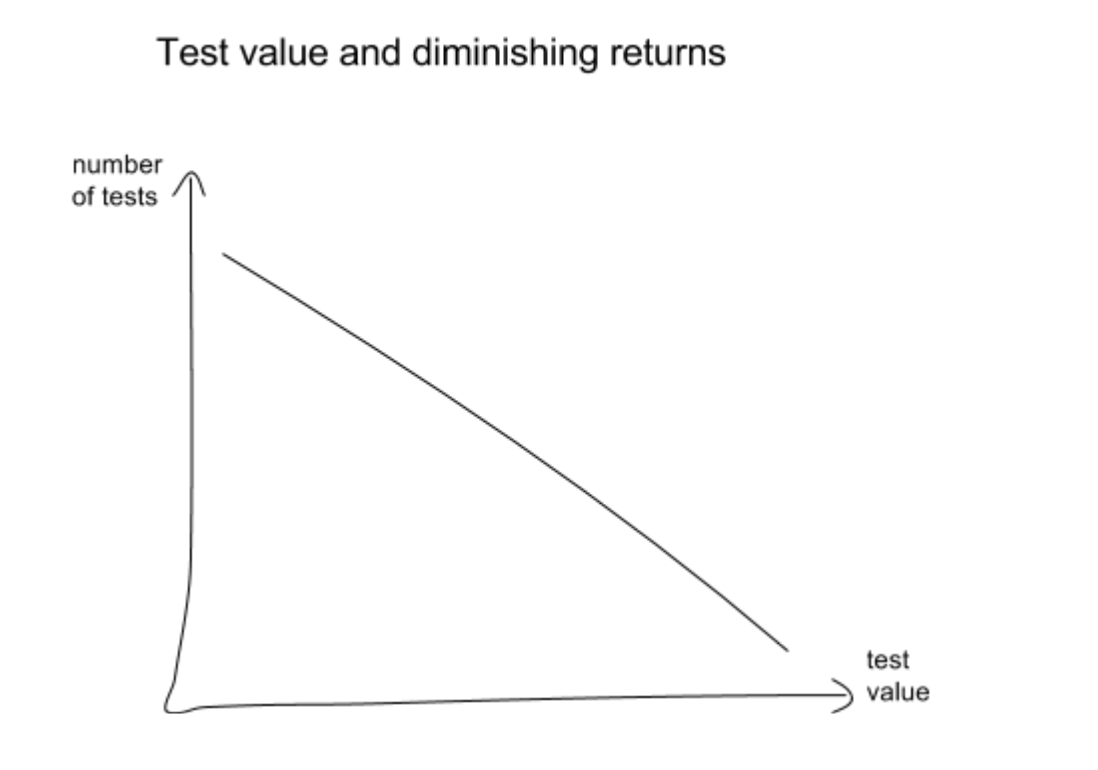 Test value and diminishing returns
number
of tests
test
value